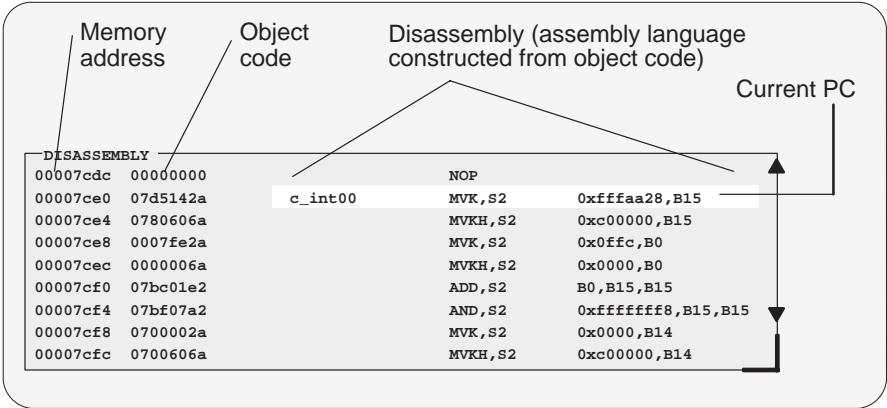 Memory address
Object code
Disassembly (assembly language constructed from object code)
Current PC
DISASSEMBLY
00007cdc 00000000 NOP
00007ce0 07d5142a c_int00 MVK,S2 0xfffaa28,B15
00007ce4 0780606a MVKH,S2 0xc00000,B15
00007ce8 0007fe2a MVK,S2 0x0ffc,B0
00007cec 0000006a MVKH,S2 0x0000,B0
00007cf0 07bc01e2 ADD,S2 B0,B15,B15
00007cf4 07bf07a2 AND,S2 0xfffffff8,B15,B15
00007cf8 0700002a MVK,S2 0x0000,B14
00007cfc 0700606a MVKH,S2 0xc00000,B14